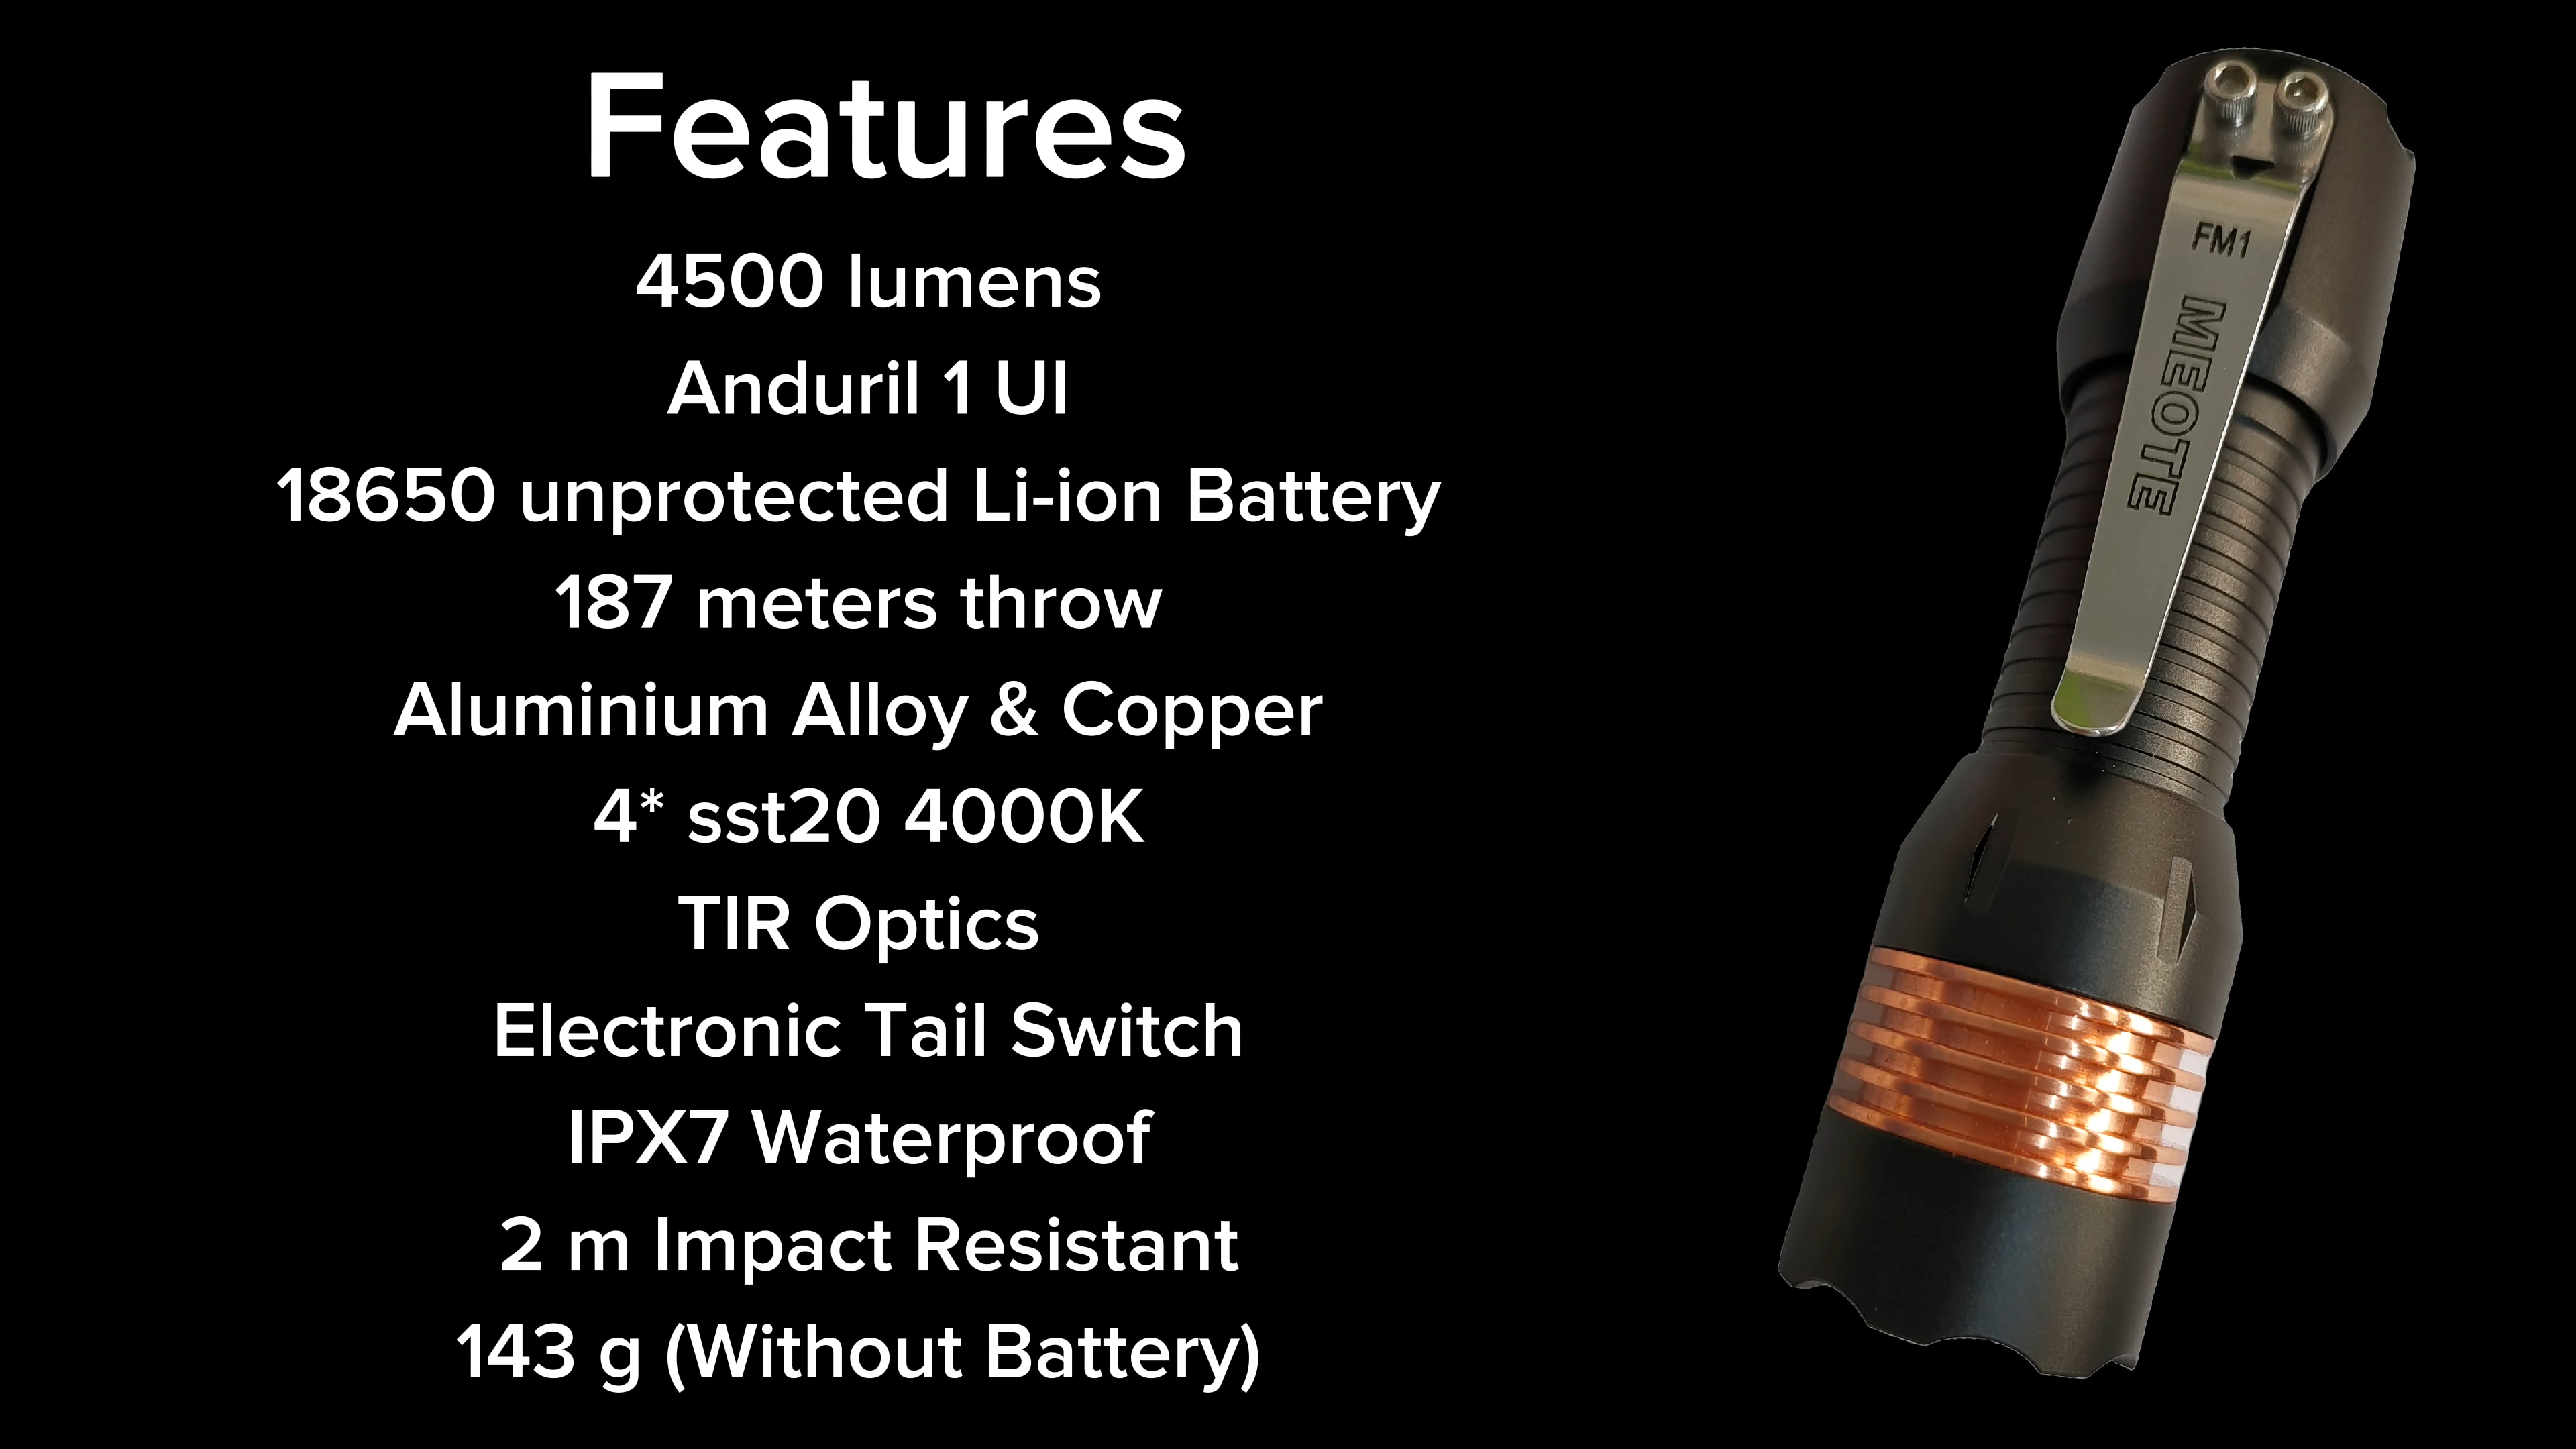 Features
4500 lumens
Anduril 1 UI
18650 unprotected Li-ion Battery
187 meters throw
Aluminium Alloy & Copper
4* sst20 4000K
TIR Optics
Electronic Tail Switch
IPX7 Waterproof
2 m Impact Resistant
143 g (Without Battery)
FM1
MEOTE